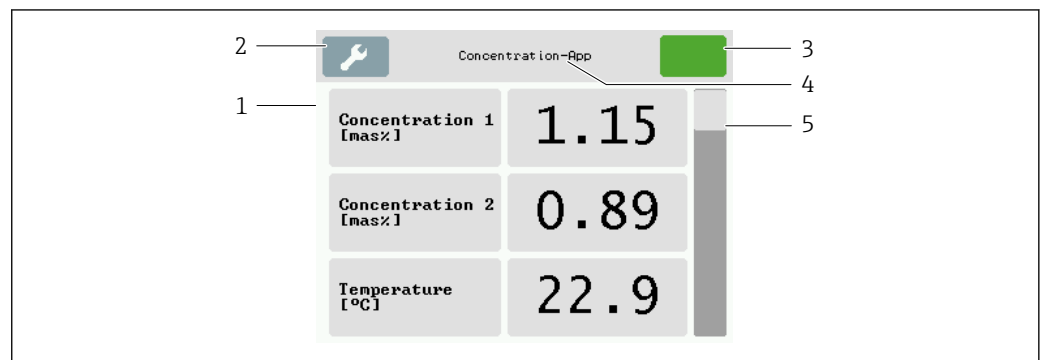 2
Concentration-App
3
4
1
Concentration 1
[mas%]
1.15
5
Concentration 2
[mas%]
0.89
Temperature
[ºC]
22.9